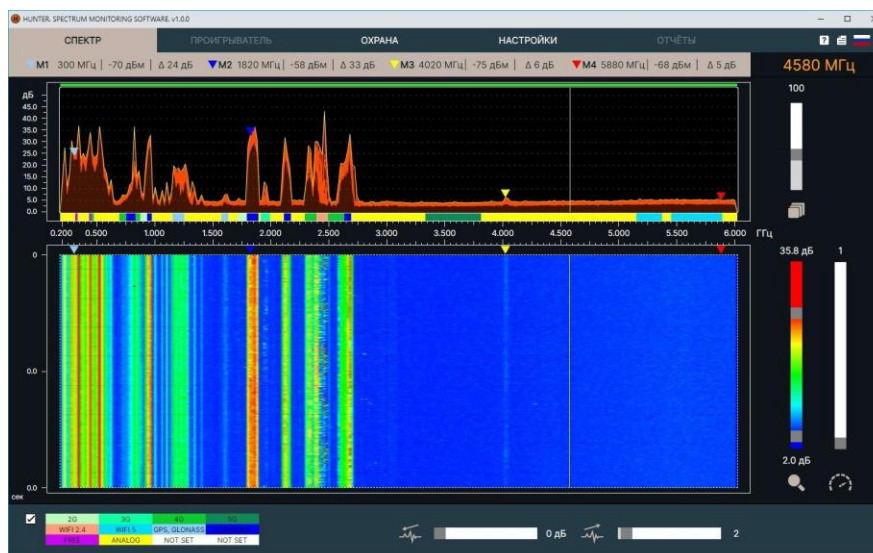 HUNTER. SPECTRUM MONITORING SOFTWARE. v1.0.0
СПЕКТР ПРОИГРЫВАТЕЛЬ ОХРАНА НАСТРОЙКИ ОТЧЁТЫ
М1 300 МГц | -70 дБм | Δ 24 дБ М2 1820 МГц | -58 дБм | Δ 33 дБ М3 4020 МГц | -75 дБм | Δ 6 дБ М4 5880 МГц | -68 дБм | Δ 5 дБ 4580 МГц
дБ
100
45.0
40.0
35.0
30.0
25.0
20.0
15.0
10.0
5.0
0.0
0.200 0.500 1.000 1.500 2.000 2.500 3.000 3.500 4.000 4.500 5.000 5.500 6.000 ГГц
0
35.8 дБ 1
0.0
2.0 дБ
0.0
сек
2G 3G 4G 5G
WIFI 2.4 WIFI 5 GPS, GLONASS
FREE ANALOG NOT SET NOT SET
0 дБ 2